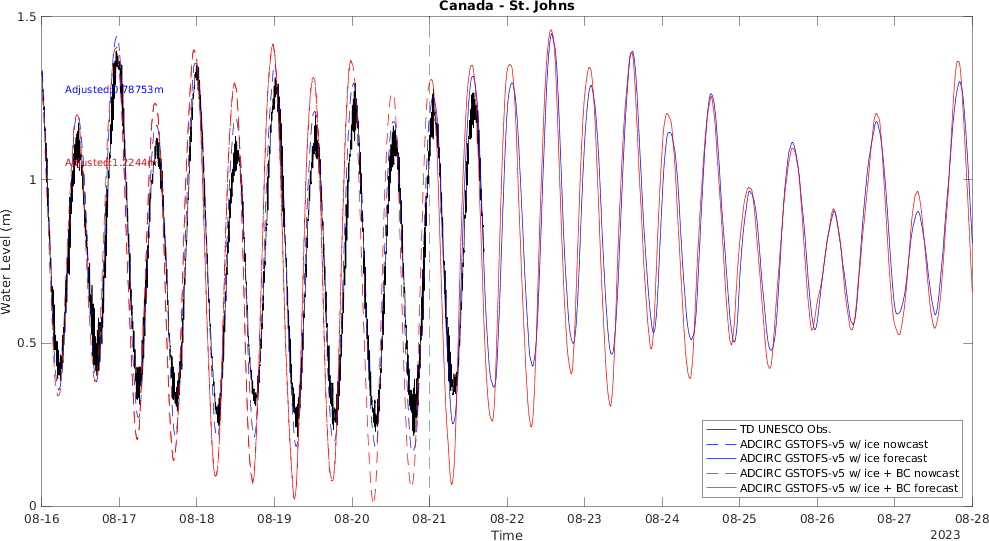 Canada - St. Johns
1.5
1
0.5
0
Water Level (m)
Adjusted:0.78753m
Adjusted:1.2244m
TD UNESCO Obs.
ADCIRC GSTOFS-v5 w/ ice nowcast
ADCIRC GSTOFS-v5 w/ ice forecast
ADCIRC GSTOFS-v5 w/ ice + BC nowcast
ADCIRC GSTOFS-v5 w/ ice + BC forecast
08-16 08-17 08-18 08-19 08-20 08-21 08-22 08-23 08-24 08-25 08-26 08-27 08-28
Time
2023